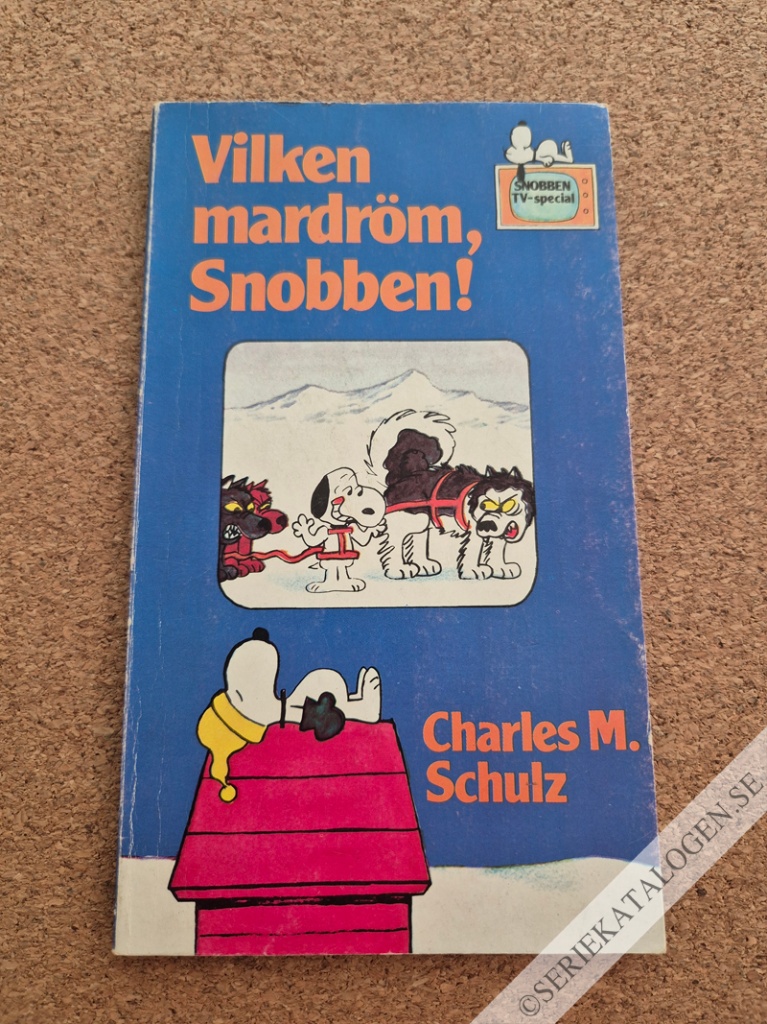 Vilken
mardröm,
Snobben!
SNOBBEN
TV-special
Charles M.
Schulz
©SERIEKATALOGEN.SE